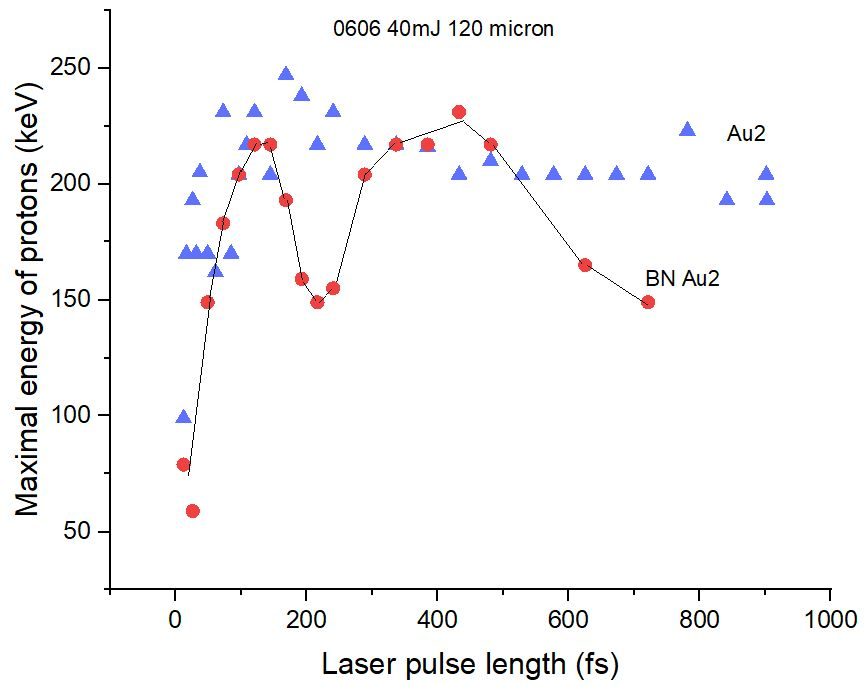 0606 40mJ 120 micron
Maximal energy of protons (keV)
250
200
150
100
50
Au2
BN Au2
0
200
400
600
800
1000
Laser pulse length (fs)